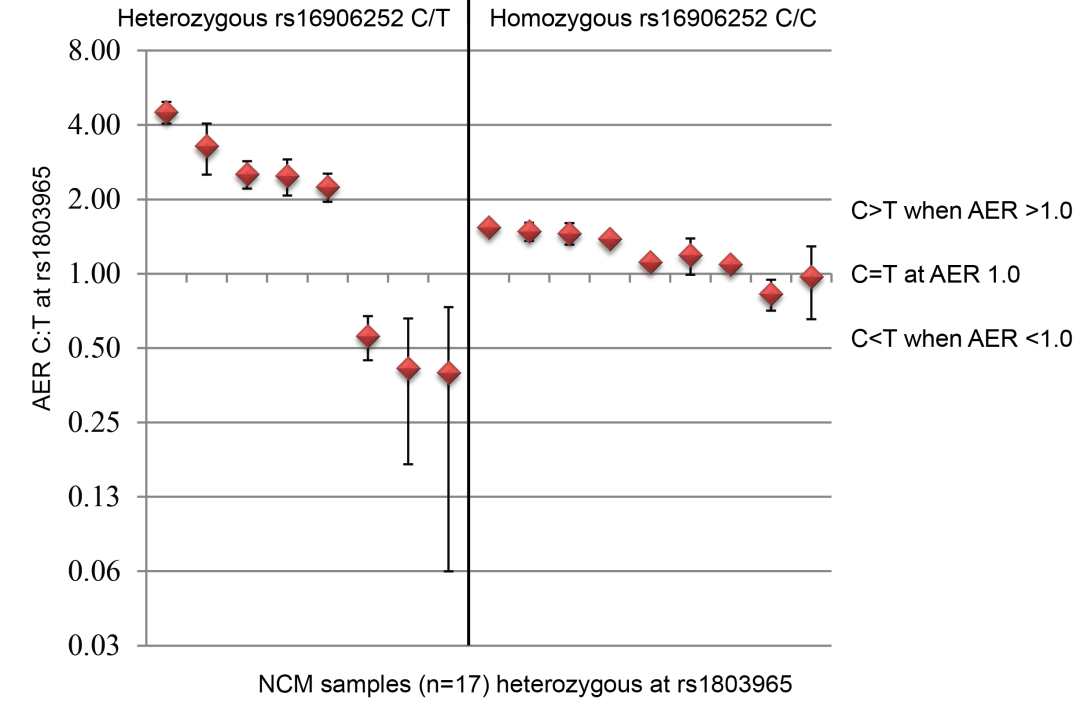 Heterozygous rs16906252 C/T
Homozygous rs16906252 C/C
8.00
4.00
2.00
1.00
0.50
0.25
0.13
0.06
0.03
AER C:T at rs1803965
C>T when AER >1.0
C=T at AER 1.0
C<T when AER <1.0
NCM samples (n=17) heterozygous at rs1803965